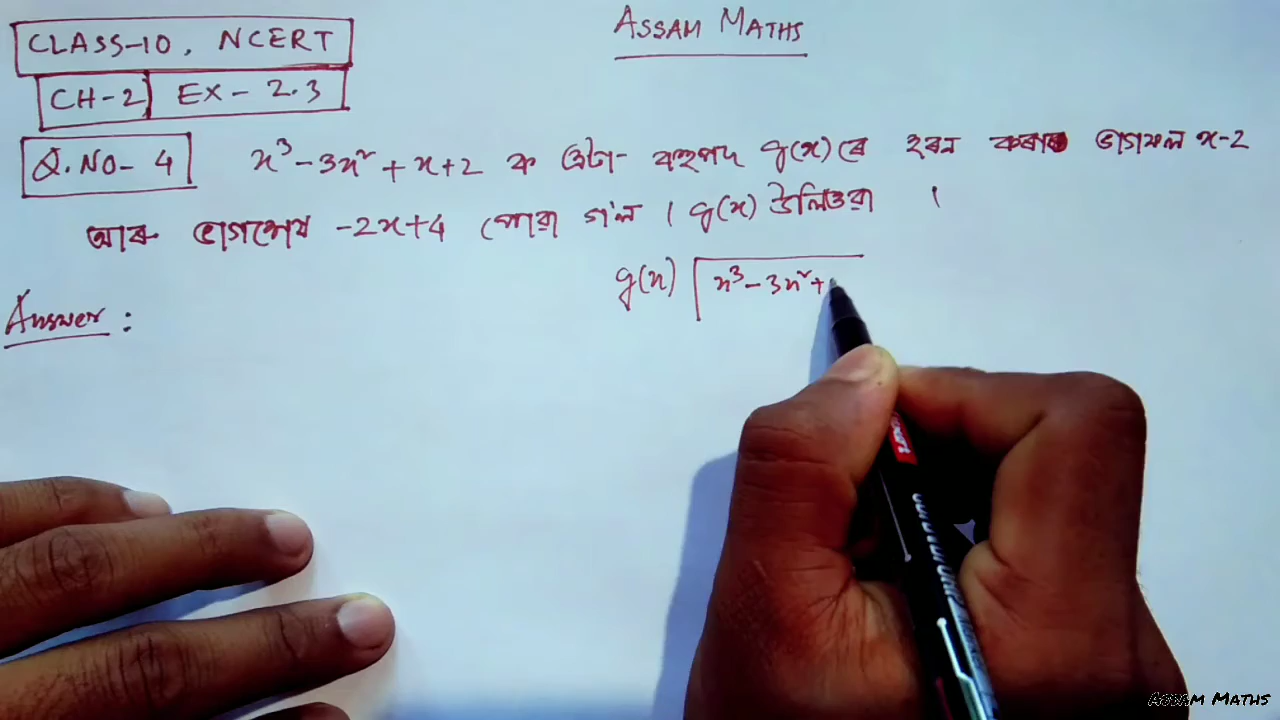 ASSAM MATHS
CLASS-10, NCERT
CH-2 EX-2.3
Q.NO-4 x³-3x²+x+2 ক এটা বহুপদ g(x)ৰে হৰন কৰাত ভাগফল x-2
আৰু ভাগশেষ -2x+4 পোৱা গ'ল । g(x) উলিওৱা ।
g(x) x³-3x²+
Answer:
ASSAM MATHS